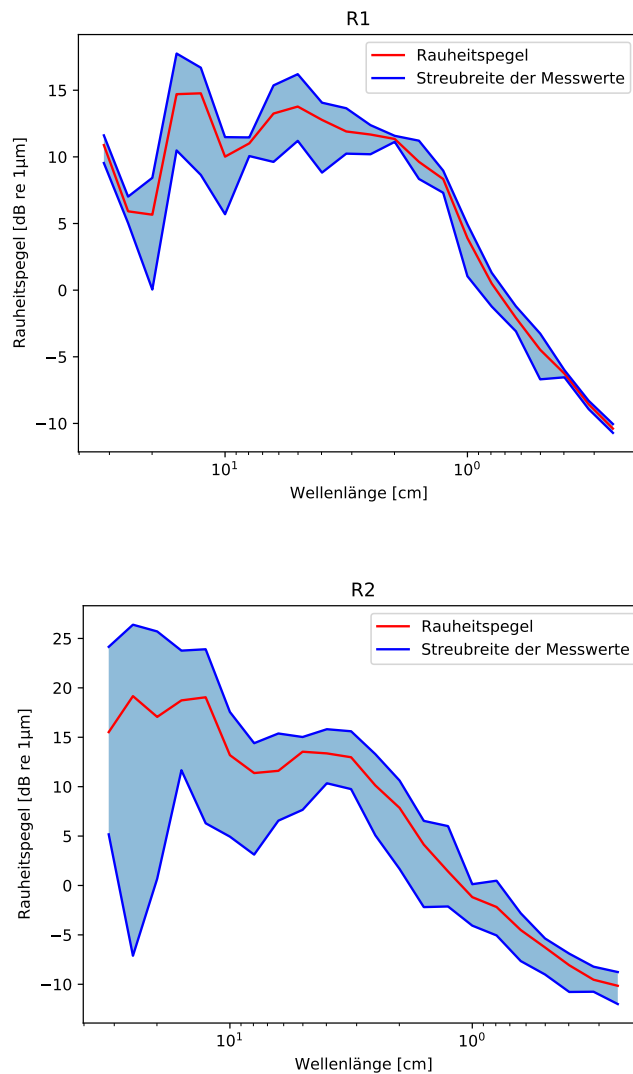 R1
Rauheitspegel
Streubreite der Messwerte
Rauheitspegel [dB re 1µm]
15
10
5
0
−5
−10
10¹
10⁰
Wellenlänge [cm]
R2
Rauheitspegel
Streubreite der Messwerte
Rauheitspegel [dB re 1µm]
25
20
15
10
5
0
−5
−10
10¹
10⁰
Wellenlänge [cm]